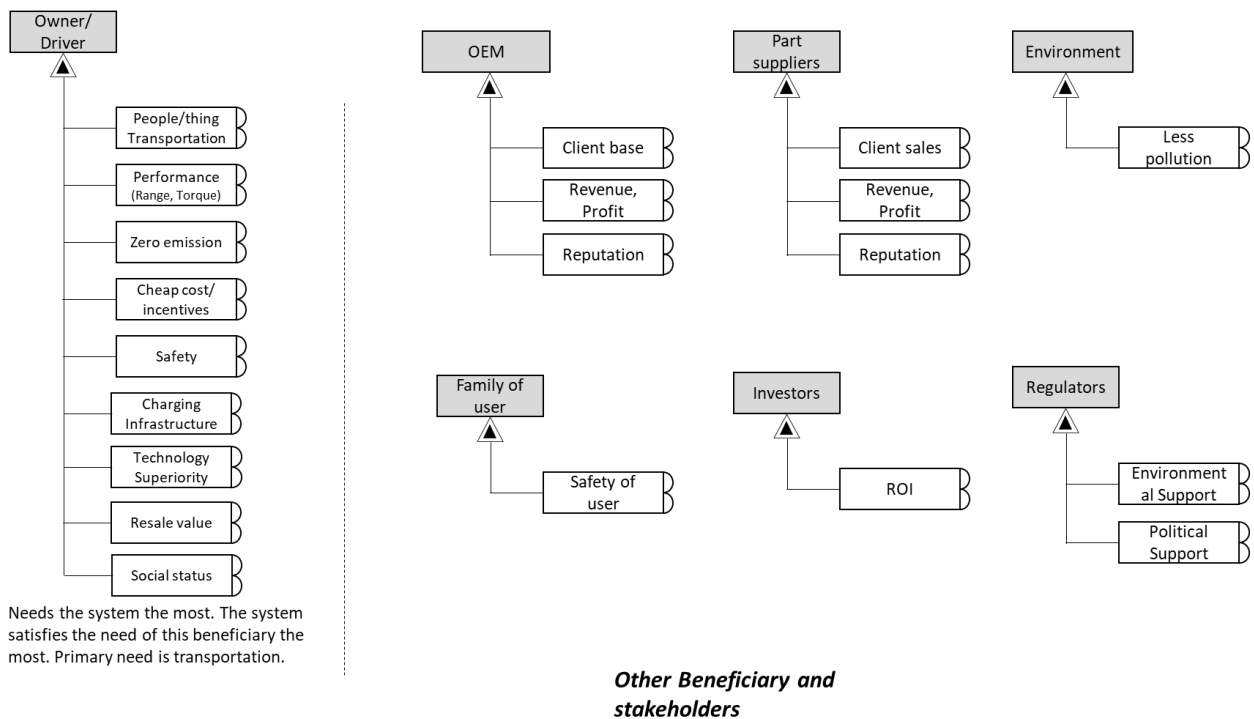 Owner/
Driver
People/thing
Transportation
Performance
(Range, Torque)
Zero emission
Cheap cost/
incentives
Safety
Charging
Infrastructure
Technology
Superiority
Resale value
Social status
Needs the system the most. The system
satisfies the need of this beneficiary the
most. Primary need is transportation.
OEM
Client base
Revenue,
Profit
Reputation
Part
suppliers
Client sales
Revenue,
Profit
Reputation
Environment
Less
pollution
Family of
user
Safety of
user
Investors
ROI
Regulators
Environment
al Support
Political
Support
Other Beneficiary and
stakeholders